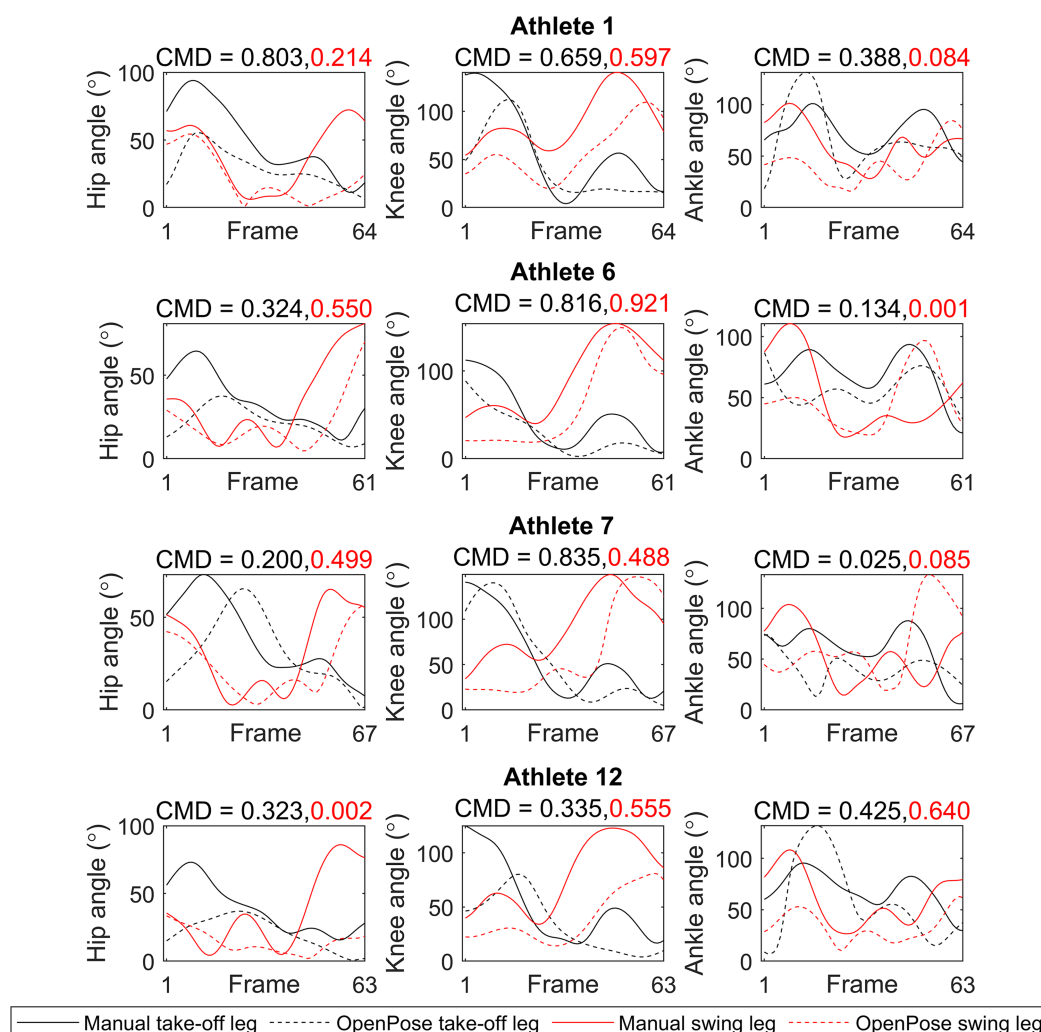 Athlete 1
CMD = 0.803,0.214 CMD = 0.659,0.597 CMD = 0.388,0.084
Hip angle (°) 100 50 0 Knee angle (°) 100 50 0 Ankle angle (°) 100 50 0
1 Frame 64 1 Frame 64 1 Frame 64
Athlete 6
CMD = 0.324,0.550 CMD = 0.816,0.921 CMD = 0.134,0.001
Hip angle (°) 50 0 Knee angle (°) 100 0 Ankle angle (°) 100 50 0
1 Frame 61 1 Frame 61 1 Frame 61
Athlete 7
CMD = 0.200,0.499 CMD = 0.835,0.488 CMD = 0.025,0.085
Hip angle (°) 50 0 Knee angle (°) 100 50 0 Ankle angle (°) 100 50 0
1 Frame 67 1 Frame 67 1 Frame 67
Athlete 12
CMD = 0.323,0.002 CMD = 0.335,0.555 CMD = 0.425,0.640
Hip angle (°) 100 50 0 Knee angle (°) 100 50 0 Ankle angle (°) 100 50 0
1 Frame 63 1 Frame 63 1 Frame 63
Manual take-off leg OpenPose take-off leg Manual swing leg OpenPose swing leg